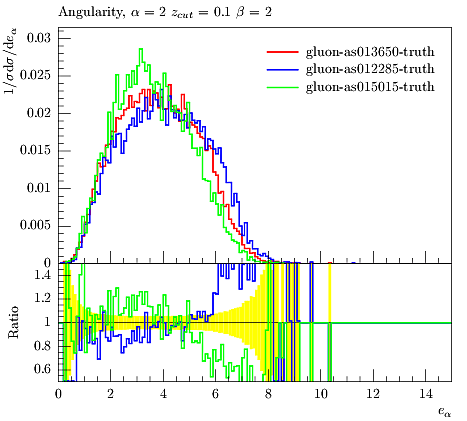 Angularity, α = 2 z_cut = 0.1 β = 2
1/σ dσ/de_α
0.03
0.025
0.02
0.015
0.01
0.005
0
gluon-as013650-truth
gluon-as012285-truth
gluon-as015015-truth
Ratio
1.4
1.2
1
0.8
0.6
0 2 4 6 8 10 12 14
e_α